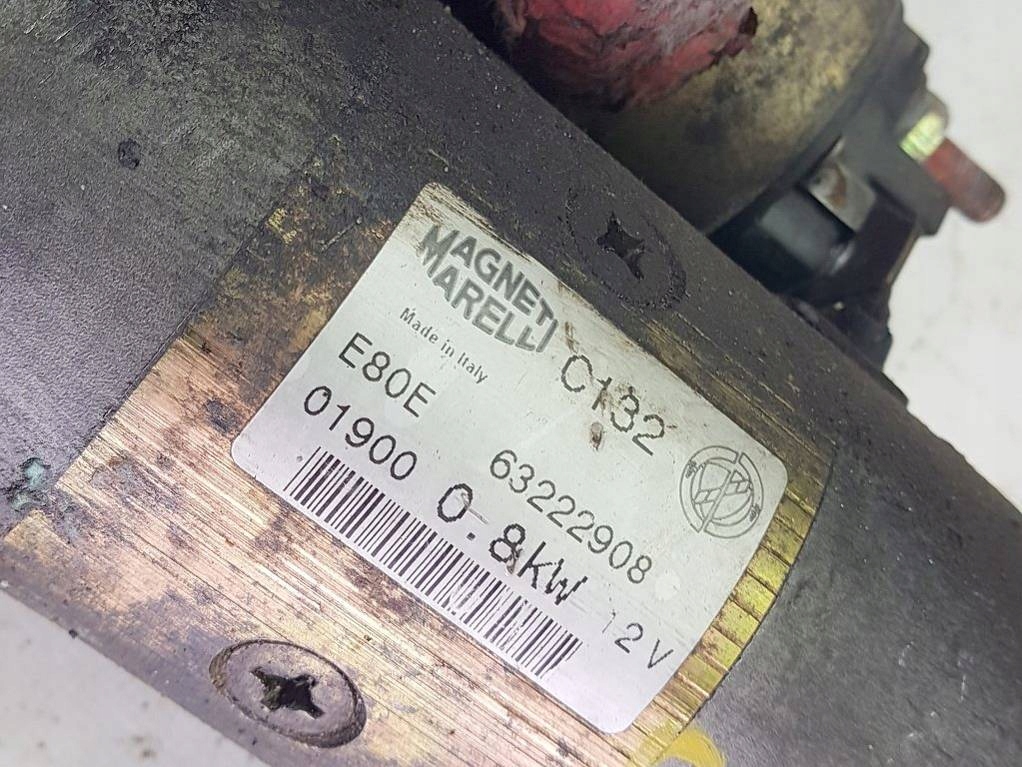 MAGNETI
MARELLI
Made in Italy
C132
E80E
63222908
01900
0.8kW
12V